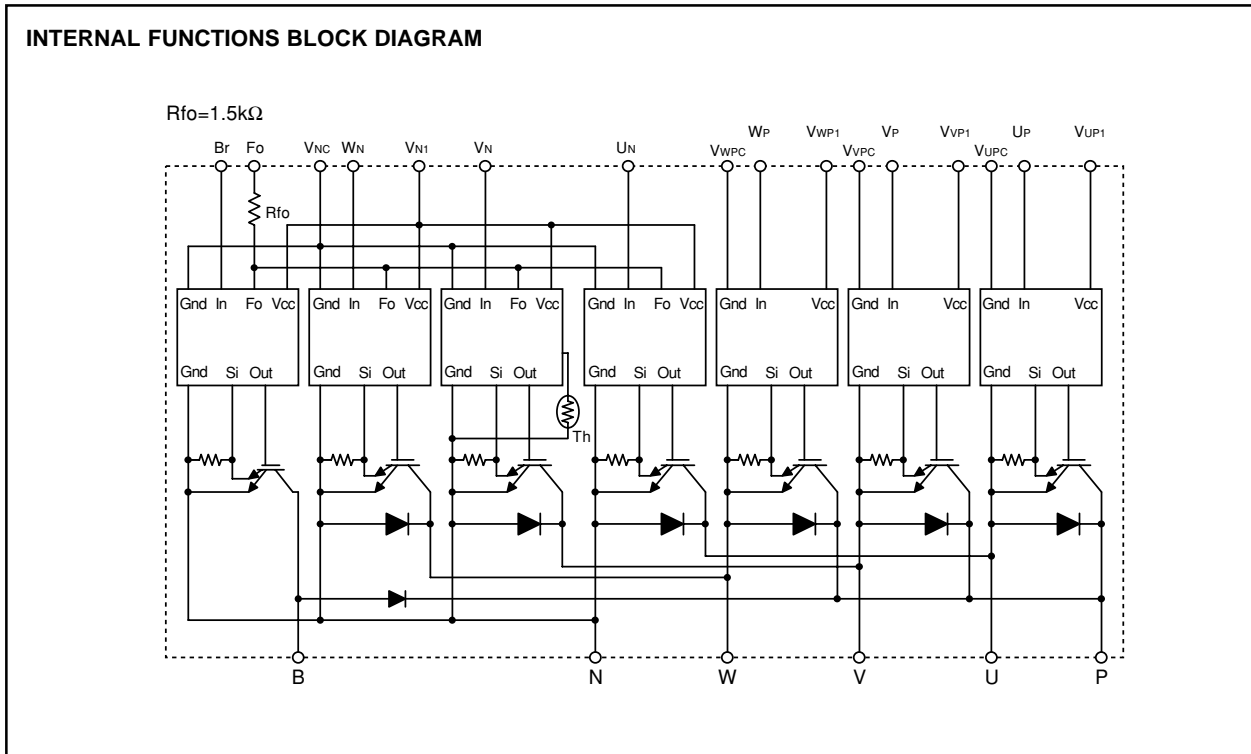 INTERNAL FUNCTIONS BLOCK DIAGRAM
Rfo=1.5kΩ
Br Fo VNC WN VN1 VN UN VWPC WP VWP1 VVPC VP VVP1 VUPC UP VUP1
Rfo
Gnd In Fo Vcc Gnd In Fo Vcc Gnd In Fo Vcc Gnd In Fo Vcc Gnd In Vcc Gnd In Vcc Gnd In Vcc
Gnd Si Out Gnd Si Out Gnd Si Out Gnd Si Out Gnd Si Out Gnd Si Out Gnd Si Out
Th
B N W V U P